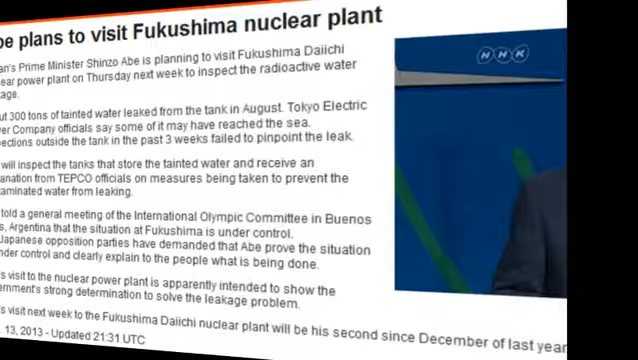 be plans to visit Fukushima nuclear plant
an's Prime Minister Shinzo Abe is planning to visit Fukushima Daiichi
ear power plant on Thursday next week to inspect the radioactive water
age.
ut 300 tons of tainted water leaked from the tank in August. Tokyo Electric
er Company officials say some of it may have reached the sea.
ections outside the tank in the past 3 weeks failed to pinpoint the leak.
will inspect the tanks that store the tainted water and receive an
anation from TEPCO officials on measures being taken to prevent the
aminated water from leaking.
told a general meeting of the International Olympic Committee in Buenos
s, Argentina that the situation at Fukushima is under control.
Japanese opposition parties have demanded that Abe prove the situation
nder control and clearly explain to the people what is being done.
's visit to the nuclear power plant is apparently intended to show the
ernment's strong determination to solve the leakage problem.
's visit next week to the Fukushima Daiichi nuclear plant will be his second since December of last year
. 13, 2013 - Updated 21:31 UTC
NHK